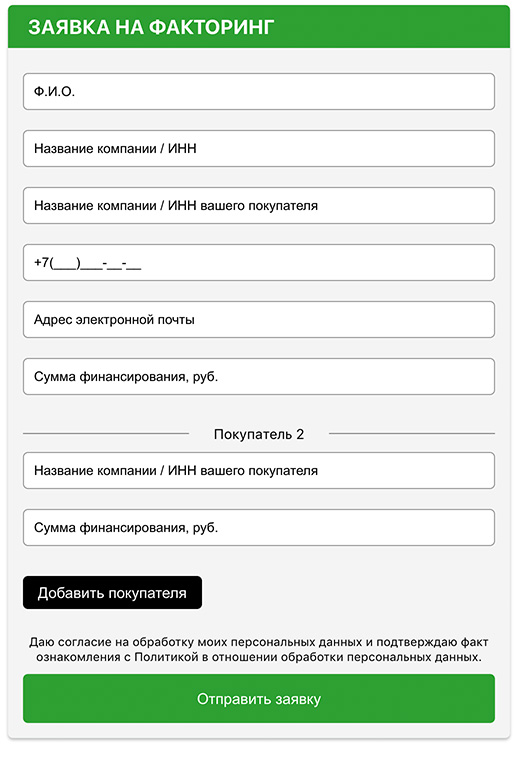 ЗАЯВКА НА ФАКТОРИНГ
Ф.И.О.
Название компании / ИНН
Название компании / ИНН вашего покупателя
+7(___)___-__-__
Адрес электронной почты
Сумма финансирования, руб.
Покупатель 2
Название компании / ИНН вашего покупателя
Сумма финансирования, руб.
Добавить покупателя
Даю согласие на обработку моих персональных данных и подтверждаю факт
ознакомления с Политикой в отношении обработки персональных данных.
Отправить заявку